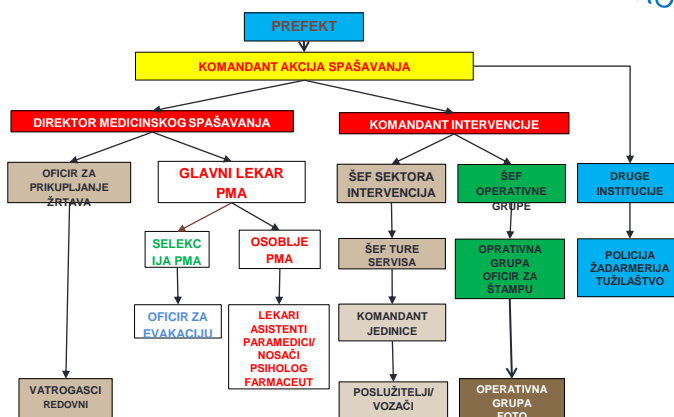 PREFEKT
KOMANDANT AKCIJA SPAŠAVANJA
DIREKTOR MEDICINSKOG SPAŠAVANJA
KOMANDANT INTERVENCIJE
OFICIR ZA
PRIKUPLJANJE
ŽRTAVA
GLAVNI LEKAR
PMA
ŠEF SEKTORA
INTERVENCIJA
ŠEF
OPERATIVNE
GRUPE
DRUGE
INSTITUCIJE
SELEKC
IJA PMA
OSOBLJE
PMA
ŠEF TURE
SERVISA
OPRATIVNA
GRUPA
OFICIR ZA
ŠTAMPU
POLICIJA
ŽADARMERIJA
TUŽILAŠTVO
OFICIR ZA
EVAKACIJU
LEKARI
ASISTENTI
PARAMEDICI/
NOSAČI
PSIHOLOG
FARMACEUT
KOMANDANT
JEDINICE
VATROGASCI
REDOVNI
POSLUŽITELJI/
VOZAČI
OPERATIVNA
GRUPA
FOTO